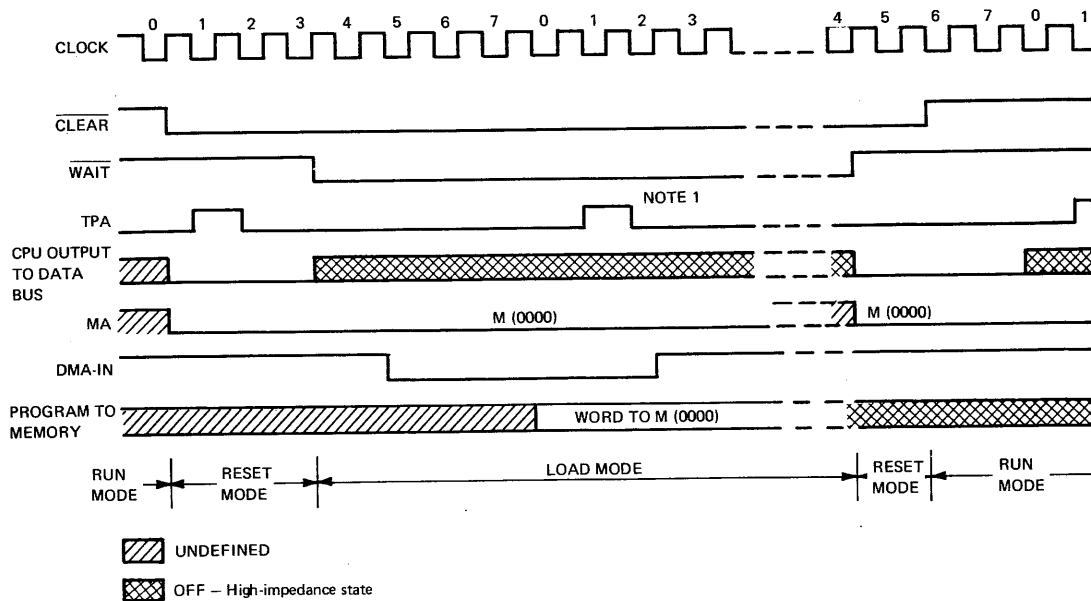 0 1 2 3 4 5 6 7 0 1 2 3 4 5 6 7 0 1
CLOCK
CLEAR
WAIT
NOTE 1
TPA
CPU OUTPUT
TO DATA
BUS
MA
M (0000)
M (0000)
DMA-IN
PROGRAM TO
MEMORY
WORD TO M (0000)
RUN
MODE
RESET
MODE
LOAD MODE
RESET
MODE
RUN
MODE
UNDEFINED
OFF – High-impedance state